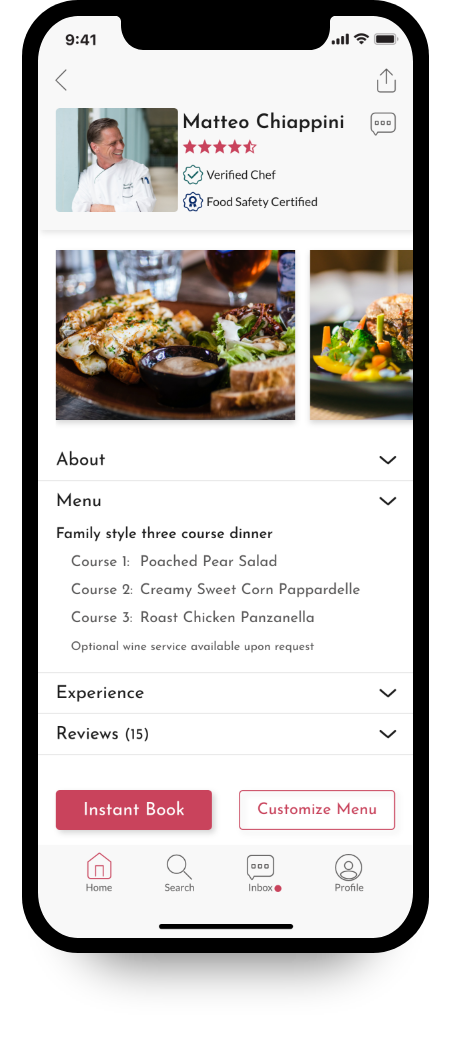 9:41
Matteo Chiappini
Verified Chef
Food Safety Certified
About
Menu
Family style three course dinner
Course 1: Poached Pear Salad
Course 2: Creamy Sweet Corn Pappardelle
Course 3: Roast Chicken Panzanella
Optional wine service available upon request
Experience
Reviews (15)
Instant Book
Customize Menu
Home
Search
Inbox
Profile